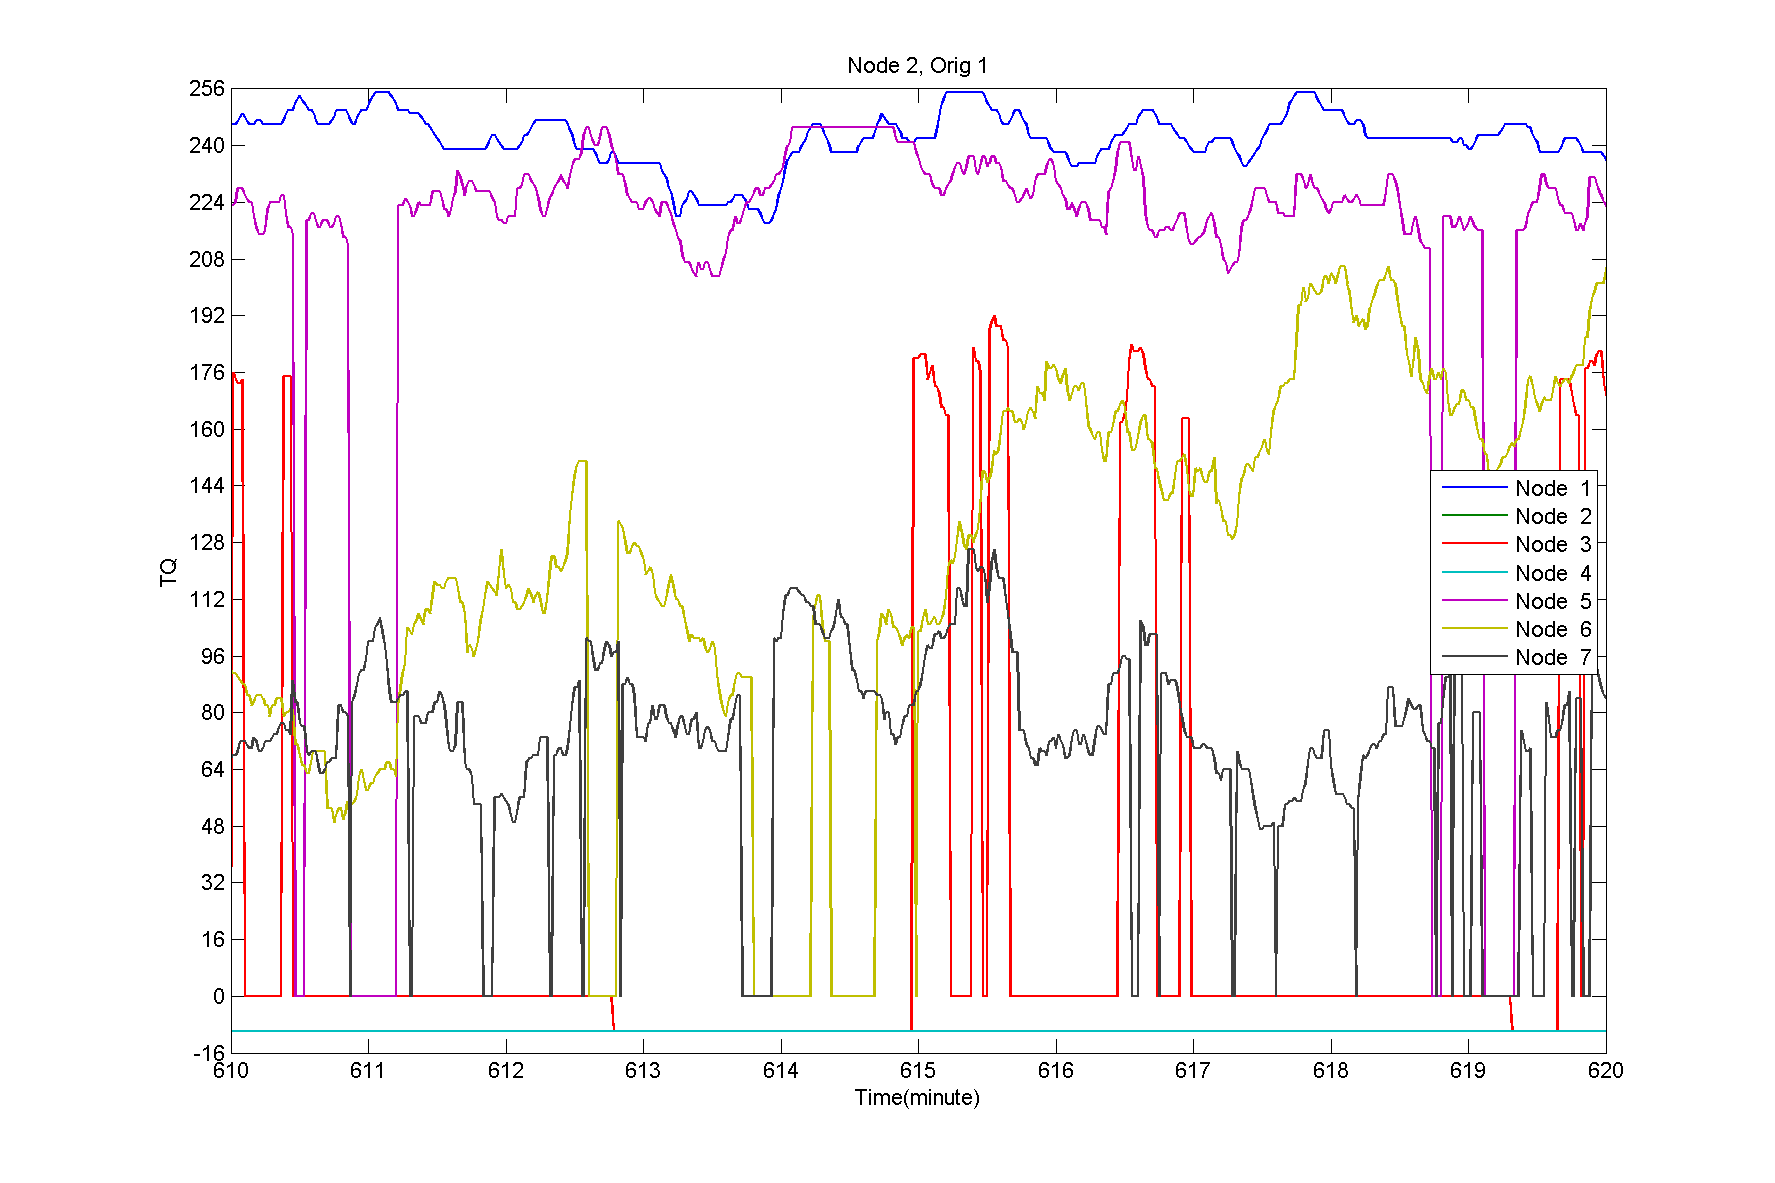 Node 2, Orig 1
256
240
224
208
192
176
160
144
128
112
96
80
64
48
32
16
0
-16
TQ
Node 1
Node 2
Node 3
Node 4
Node 5
Node 6
Node 7
610 611 612 613 614 615 616 617 618 619 620
Time(minute)